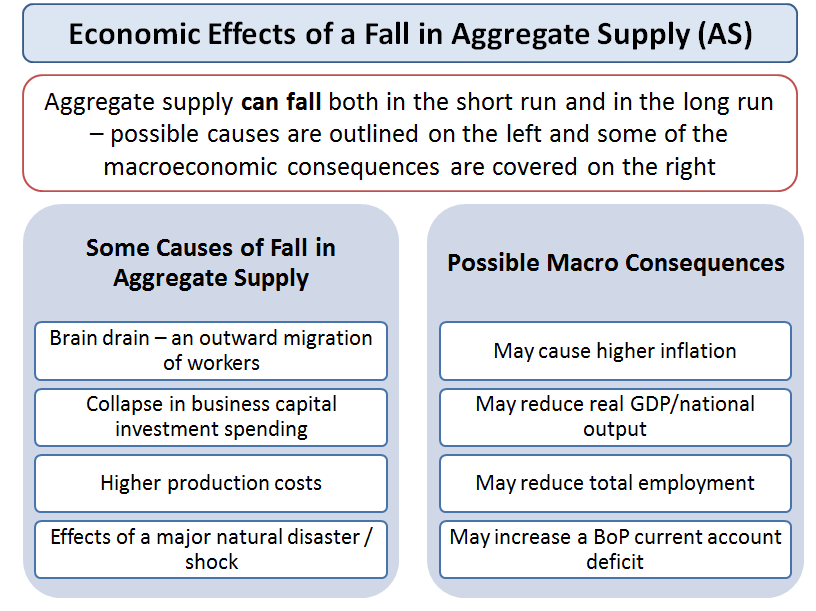 Economic Effects of a Fall in Aggregate Supply (AS)
Aggregate supply can fall both in the short run and in the long run
– possible causes are outlined on the left and some of the
macroeconomic consequences are covered on the right
Some Causes of Fall in
Aggregate Supply
Brain drain – an outward migration
of workers
Collapse in business capital
investment spending
Higher production costs
Effects of a major natural disaster /
shock
Possible Macro Consequences
May cause higher inflation
May reduce real GDP/national
output
May reduce total employment
May increase a BoP current account
deficit